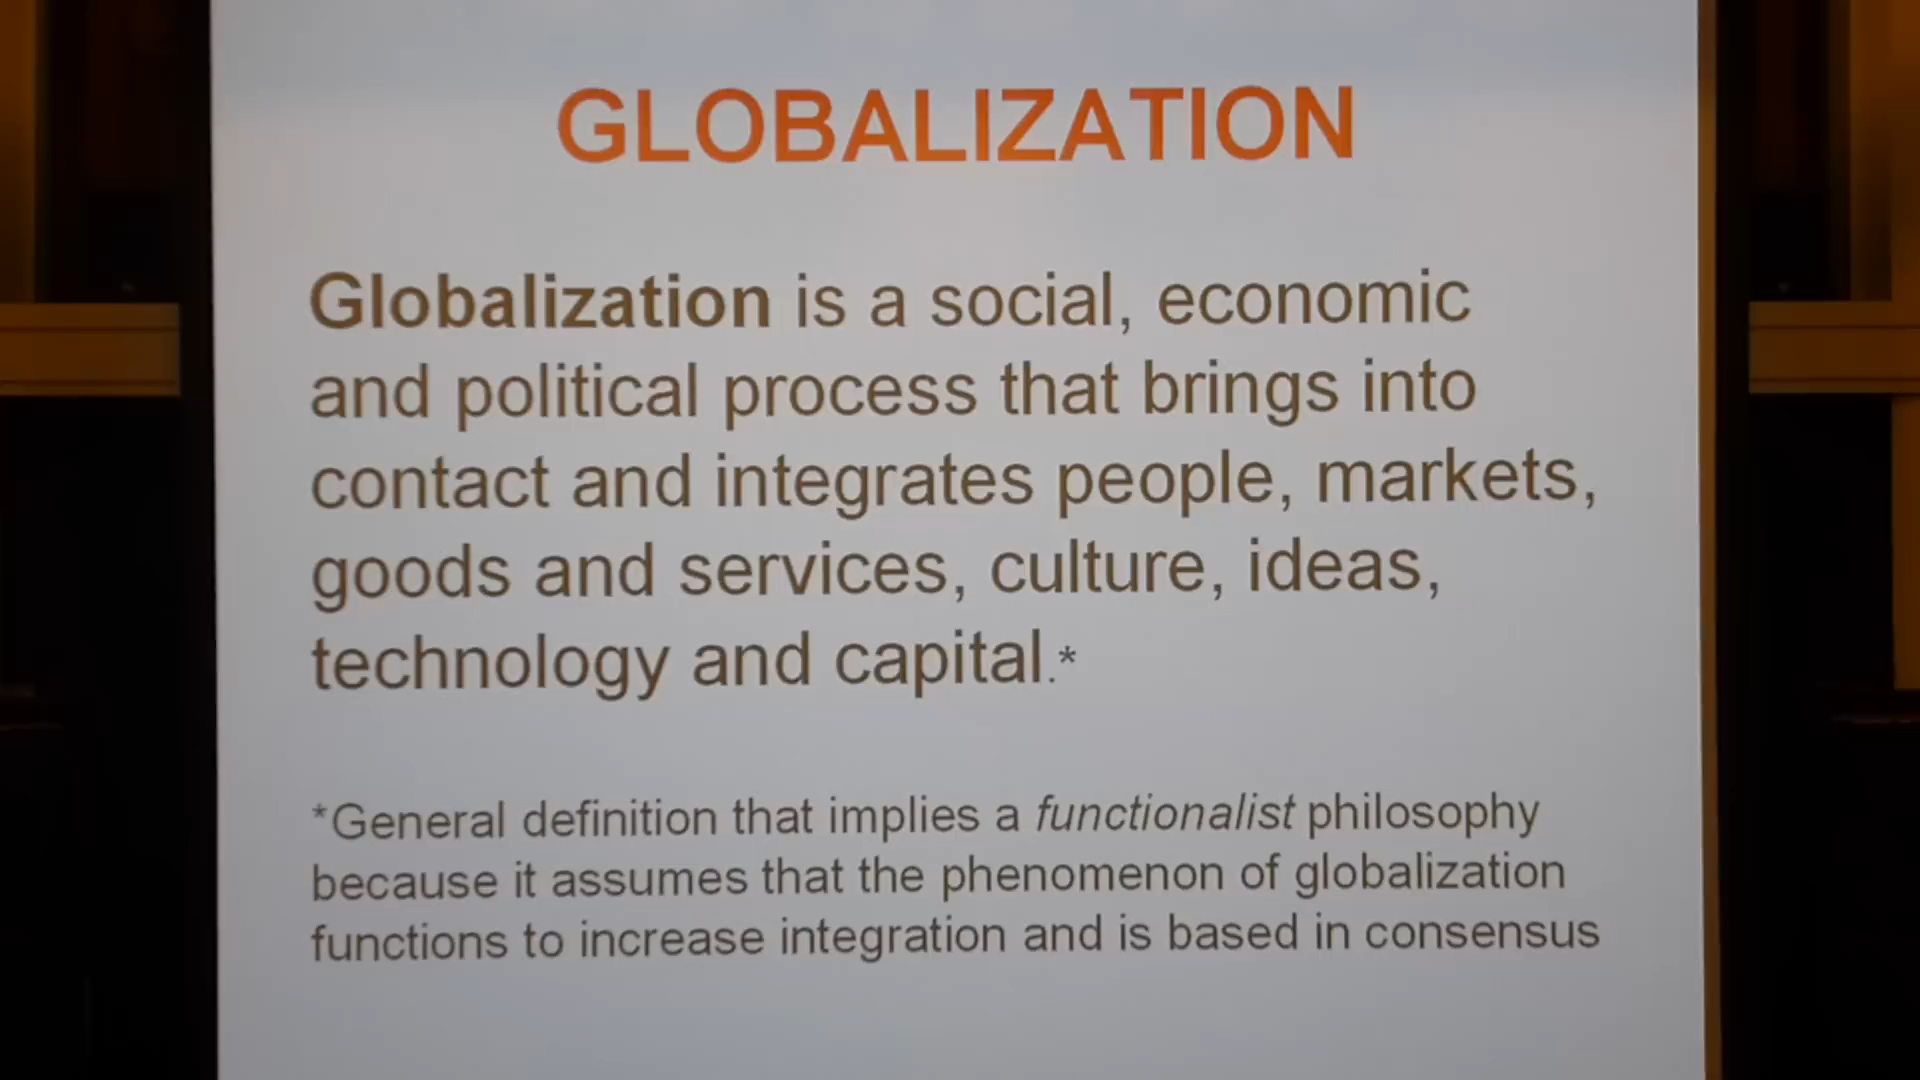 GLOBALIZATION
Globalization is a social, economic
and political process that brings into
contact and integrates people, markets,
goods and services, culture, ideas,
technology and capital.*
*General definition that implies a functionalist philosophy
because it assumes that the phenomenon of globalization
functions to increase integration and is based in consensus